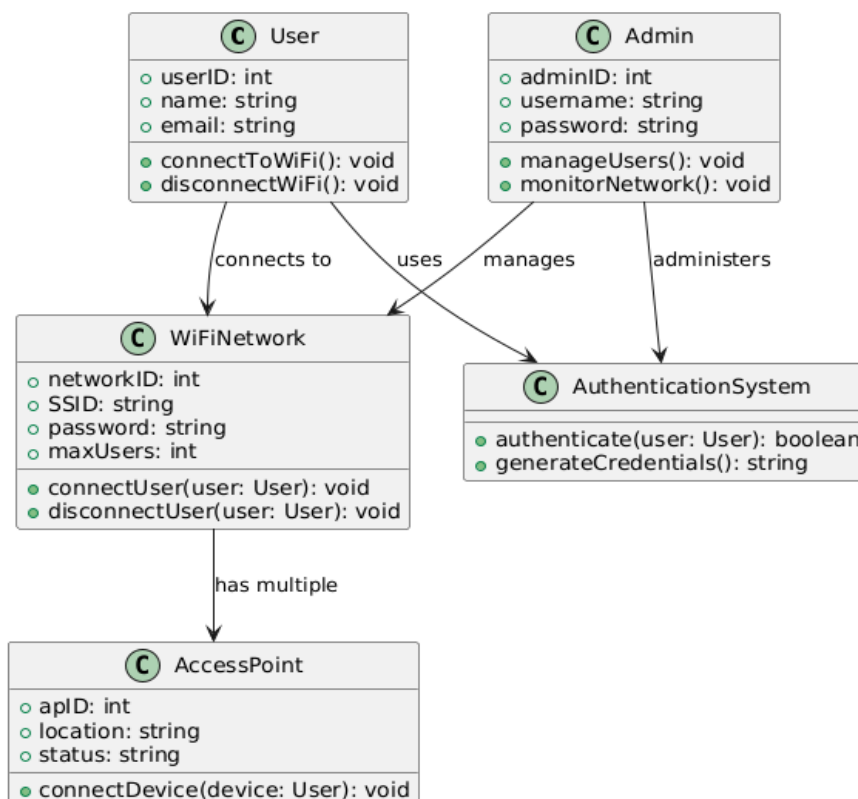 C User
userID: int
name: string
email: string
connectToWiFi(): void
disconnectWiFi(): void
C Admin
adminID: int
username: string
password: string
manageUsers(): void
monitorNetwork(): void
connects to
uses
manages
administers
C WiFiNetwork
networkID: int
SSID: string
password: string
maxUsers: int
connectUser(user: User): void
disconnectUser(user: User): void
C AuthenticationSystem
authenticate(user: User): boolean
generateCredentials(): string
has multiple
C AccessPoint
apID: int
location: string
status: string
connectDevice(device: User): void